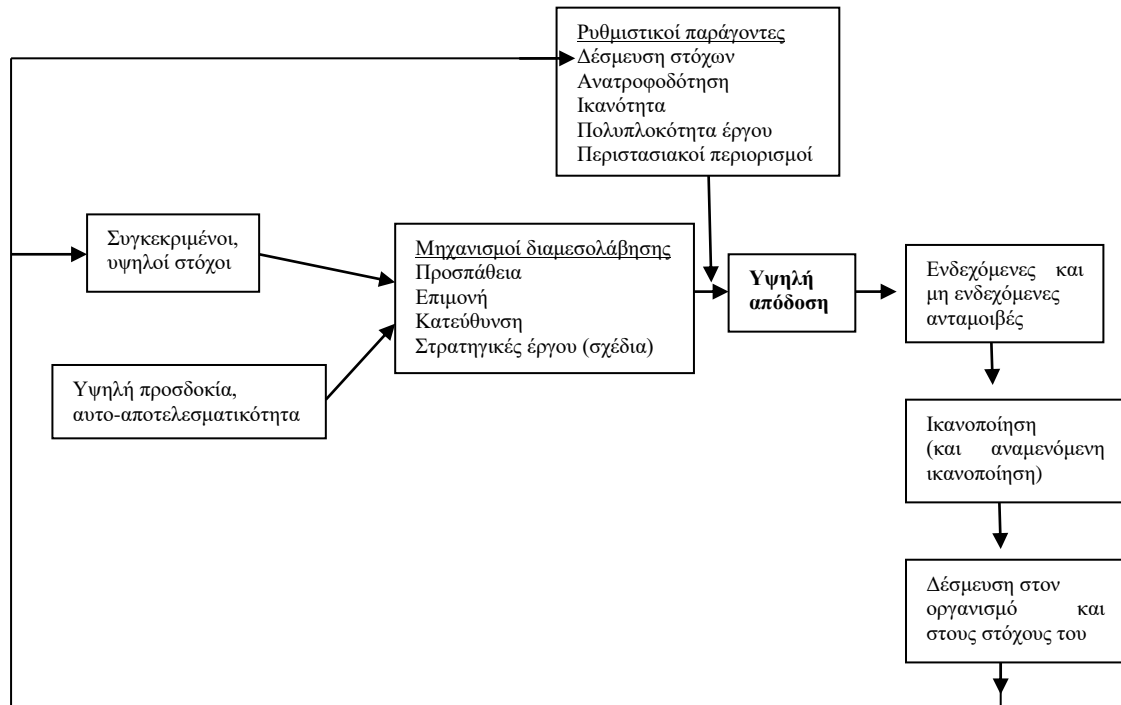 Ρυθμιστικοί παράγοντες
Δέσμευση στόχων
Ανατροφοδότηση
Ικανότητα
Πολυπλοκότητα έργου
Περιστασιακοί περιορισμοί
Συγκεκριμένοι,
υψηλοί στόχοι
Μηχανισμοί διαμεσολάβησης
Προσπάθεια
Επιμονή
Κατεύθυνση
Στρατηγικές έργου (σχέδια)
Υψηλή
απόδοση
Ενδεχόμενες και
μη ενδεχόμενες
ανταμοιβές
Υψηλή προσδοκία,
αυτο-αποτελεσματικότητα
Ικανοποίηση
(και αναμενόμενη
ικανοποίηση)
Δέσμευση στον
οργανισμό και
στους στόχους του